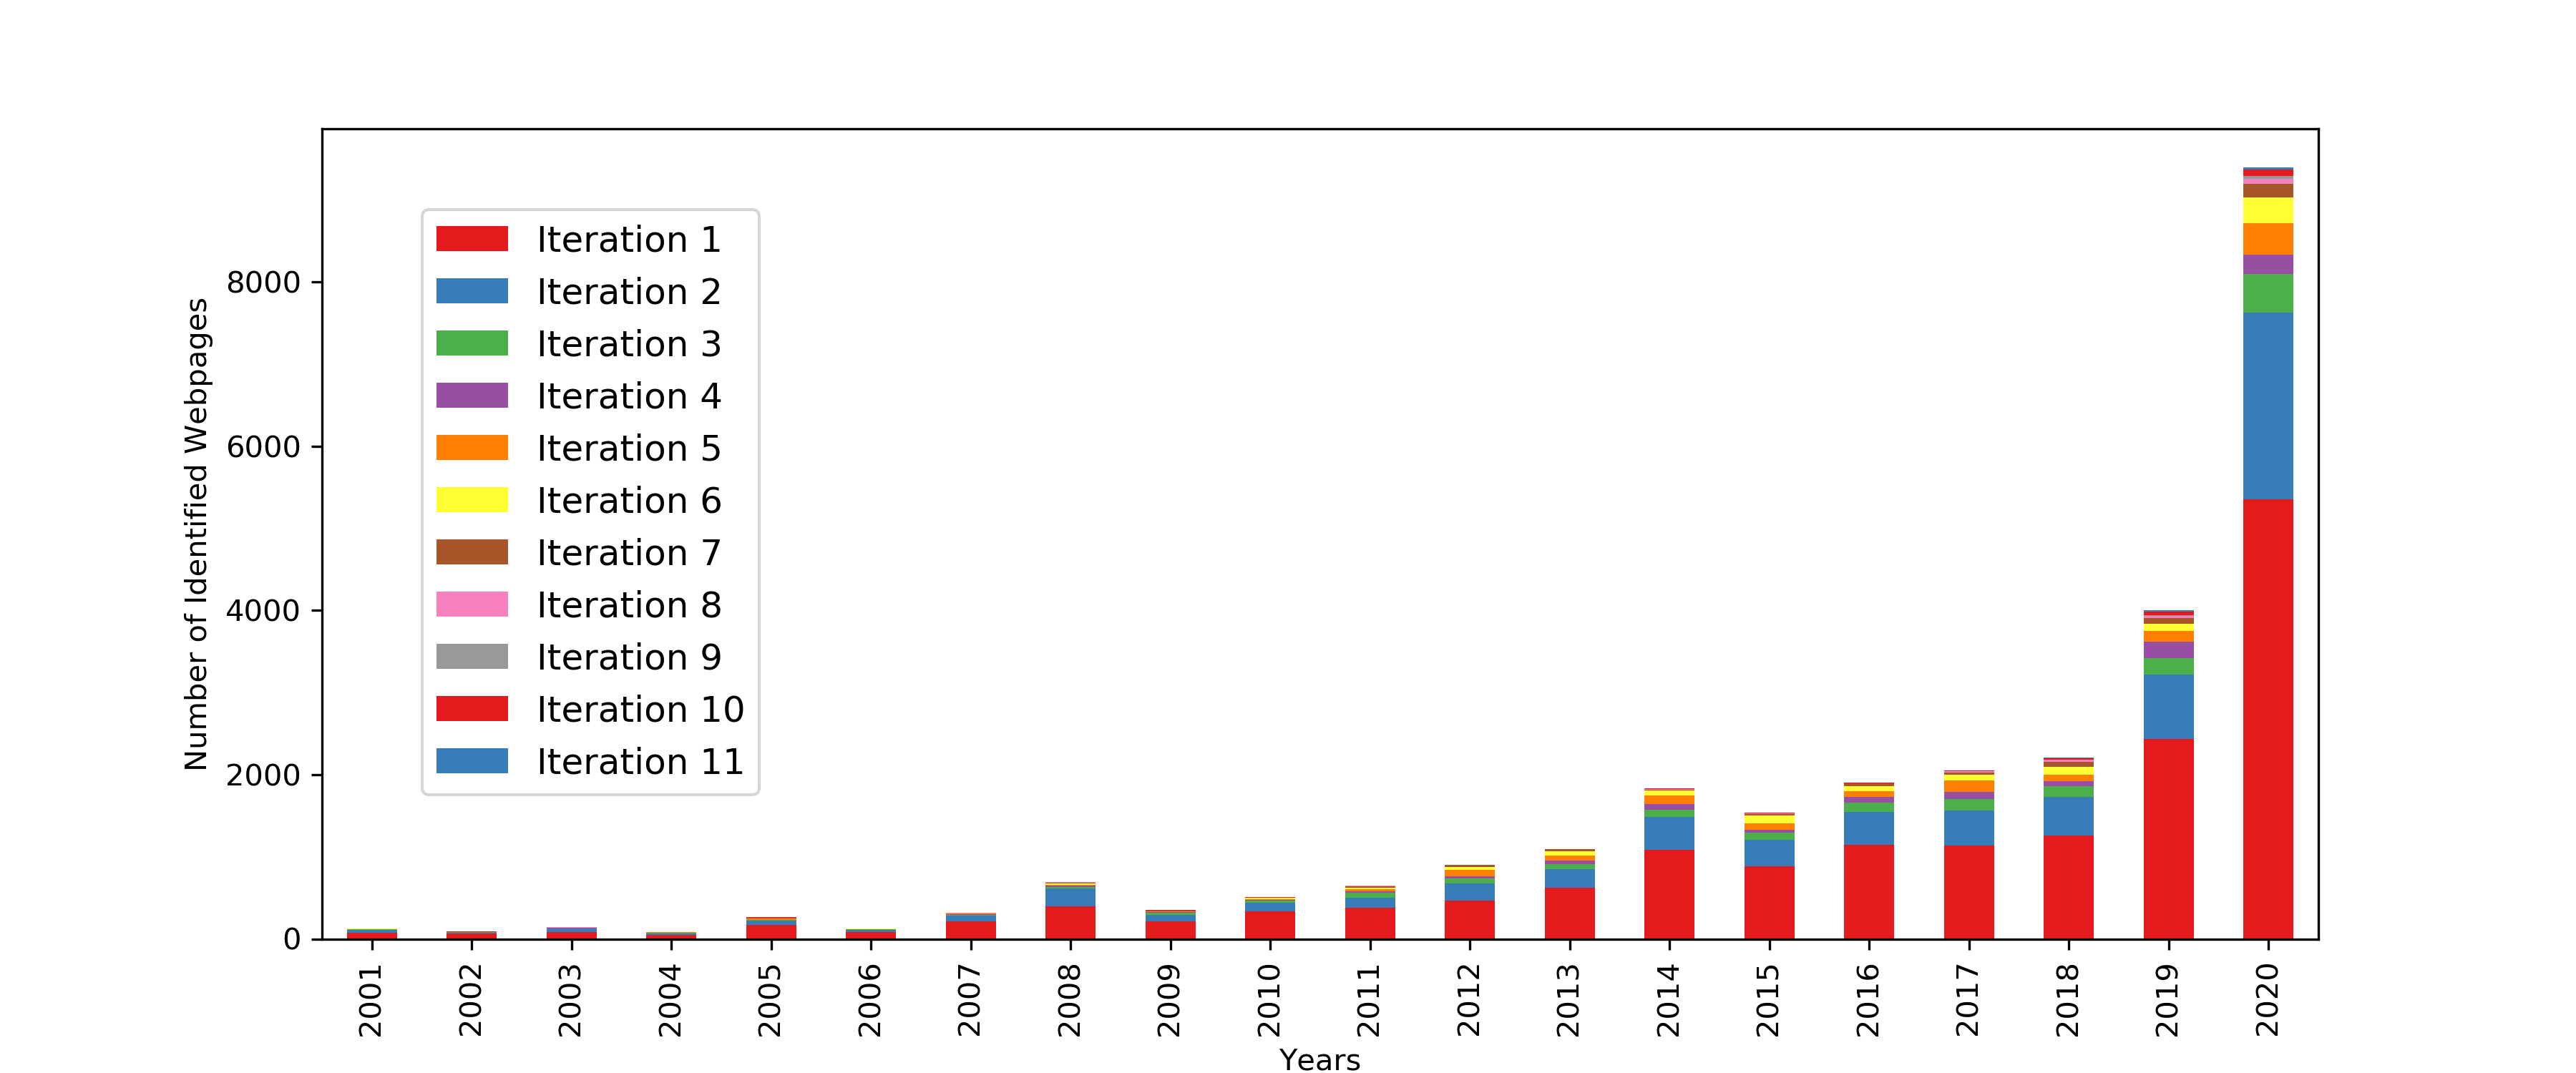 Iteration 1
Iteration 2
Iteration 3
Iteration 4
Iteration 5
Iteration 6
Iteration 7
Iteration 8
Iteration 9
Iteration 10
Iteration 11
Number of Identified Webpages
8000
6000
4000
2000
0
2001
2002
2003
2004
2005
2006
2007
2008
2009
2010
2011
2012
2013
2014
2015
2016
2017
2018
2019
2020
Years